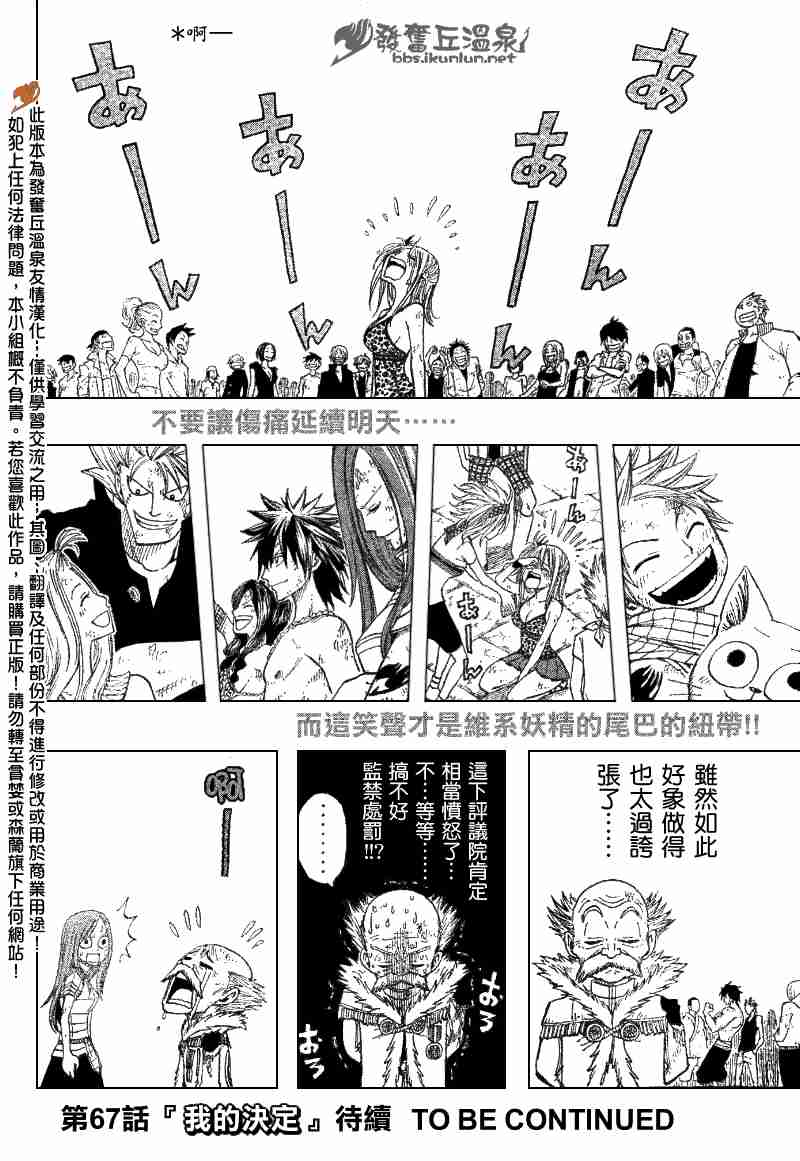 *啊—
發奮丘溫泉
bbs.ikunlun.net
あーん
あーん
あーん
あーん
此版本為發奮丘溫泉友情漢化，僅供學習交流之用，其圖、翻譯及任何部份不得進行修改或用於商業用途！
如犯上任何法律問題，本小組概不負責。若您喜歡此作品，請購買正版！請勿轉至貪婪或森蘭旗下任何網站！
不要讓傷痛延續明天……
あーん
而這笑聲才是維系妖精的尾巴的紐帶!!
雖然如此
好象做得
也太過誇
張了……
這下評議院肯定
相當憤怒了…
不…等等……
搞不好
監禁處罰!!?
………
おろ
おろ
啊—
第67話『我的決定』待續 TO BE CONTINUED